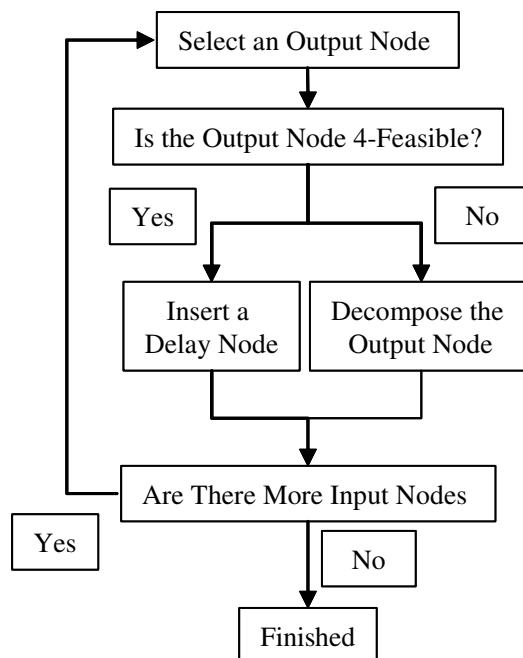 Select an Output Node
Is the Output Node 4-Feasible?
Yes
No
Insert a
Delay Node
Decompose the
Output Node
Are There More Input Nodes
Yes
No
Finished